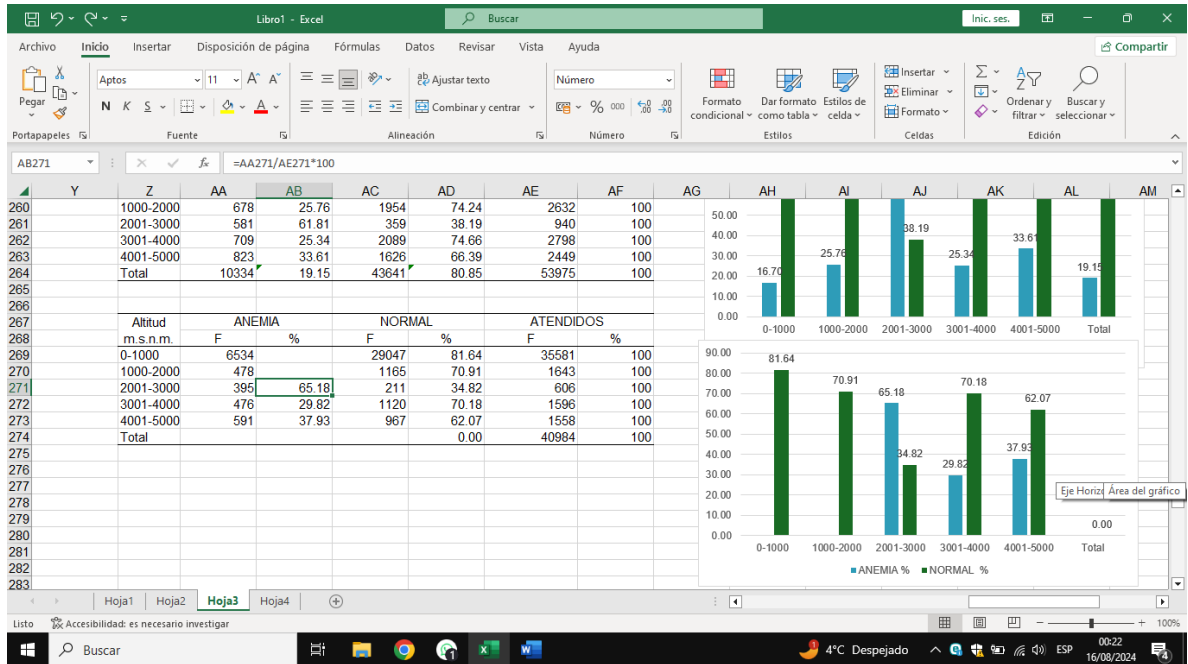 Libro1 - Excel
Buscar
Inic. ses.
Archivo Inicio Insertar Disposición de página Fórmulas Datos Revisar Vista Ayuda Compartir
Pegar
Aptos 11 A^ A˅
N K S
Ajustar texto
Combinar y centrar
Número
% 000
Formato condicional
Dar formato como tabla
Estilos de celda
Insertar
Eliminar
Formato
Ordenar y filtrar
Buscar y seleccionar
Portapapeles Fuente Alineación Número Estilos Celdas Edición
AB271 fx =AA271/AE271*100
Y Z AA AB AC AD AE AF AG AH AI AJ AK AL AM
260 1000-2000 678 25.76 1954 74.24 2632 100
261 2001-3000 581 61.81 359 38.19 940 100
262 3001-4000 709 25.34 2089 74.66 2798 100
263 4001-5000 823 33.61 1626 66.39 2449 100
264 Total 10334 19.15 43641 80.85 53975 100
265
266
267 Altitud ANEMIA NORMAL ATENDIDOS
268 m.s.n.m. F % F % F %
269 0-1000 6534 29047 81.64 35581 100
270 1000-2000 478 1165 70.91 1643 100
271 2001-3000 395 65.18 211 34.82 606 100
272 3001-4000 476 29.82 1120 70.18 1596 100
273 4001-5000 591 37.93 967 62.07 1558 100
274 Total 0.00 40984 100
275
276
277
278
279
280
281
282
283
50.00
40.00
30.00
20.00
10.00
0.00
16.70 25.76 38.19 25.34 33.61 19.15
0-1000 1000-2000 2001-3000 3001-4000 4001-5000 Total
90.00
80.00
70.00
60.00
50.00
40.00
30.00
20.00
10.00
0.00
81.64 70.91 65.18 34.82 29.82 70.18 37.93 62.07 0.00
0-1000 1000-2000 2001-3000 3001-4000 4001-5000 Total
ANEMIA % NORMAL %
Área del gráfico
Hoja1 Hoja2 Hoja3 Hoja4
Listo Accesibilidad: es necesario investigar 100%
Buscar
4°C Despejado ESP 00:22
16/08/2024